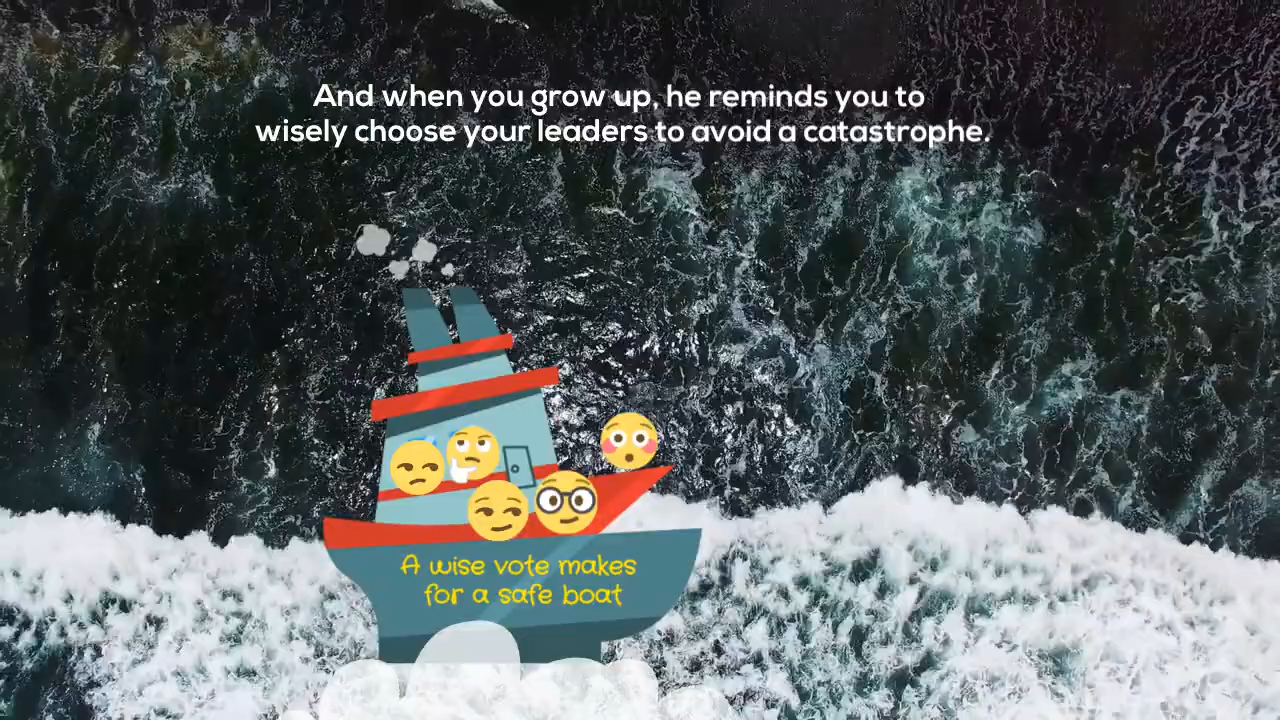 And when you grow up, he reminds you to
wisely choose your leaders to avoid a catastrophe.
A wise vote makes
for a safe boat